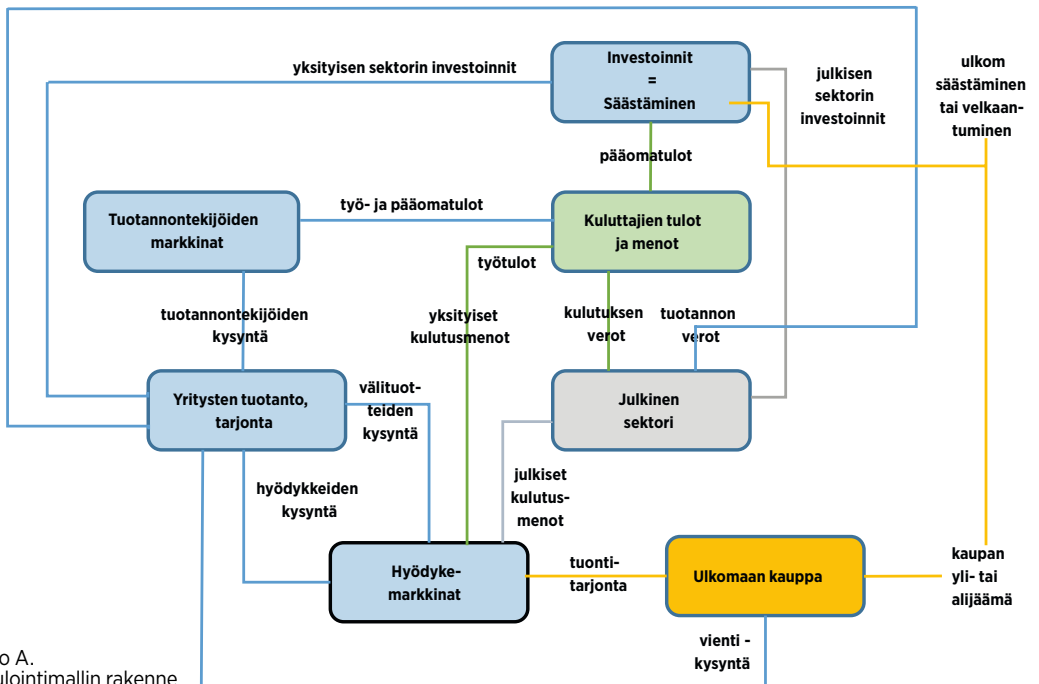 yksityisen sektorin investoinnit
Investoinnit
=
Säästäminen
julkisen
sektorin
investoinnit
ulkom
säästäminen
tai velkaan-
tuminen
pääomatulot
Tuotannontekijöiden
markkinat
työ- ja pääomatulot
Kuluttajien tulot
ja menot
työtulot
tuotannontekijöiden
kysyntä
yksityiset
kulutusmenot
kulutuksen
verot
tuotannon
verot
Yritysten tuotanto,
tarjonta
välituot-
teiden
kysyntä
Julkinen
sektori
hyödykkeiden
kysyntä
julkiset
kulutus-
menot
Hyödyke-
markkinat
tuonti-
tarjonta
Ulkomaan kauppa
kaupan
yli- tai
alijäämä
vienti -
kysyntä
o A.
ulointimallin rakenne